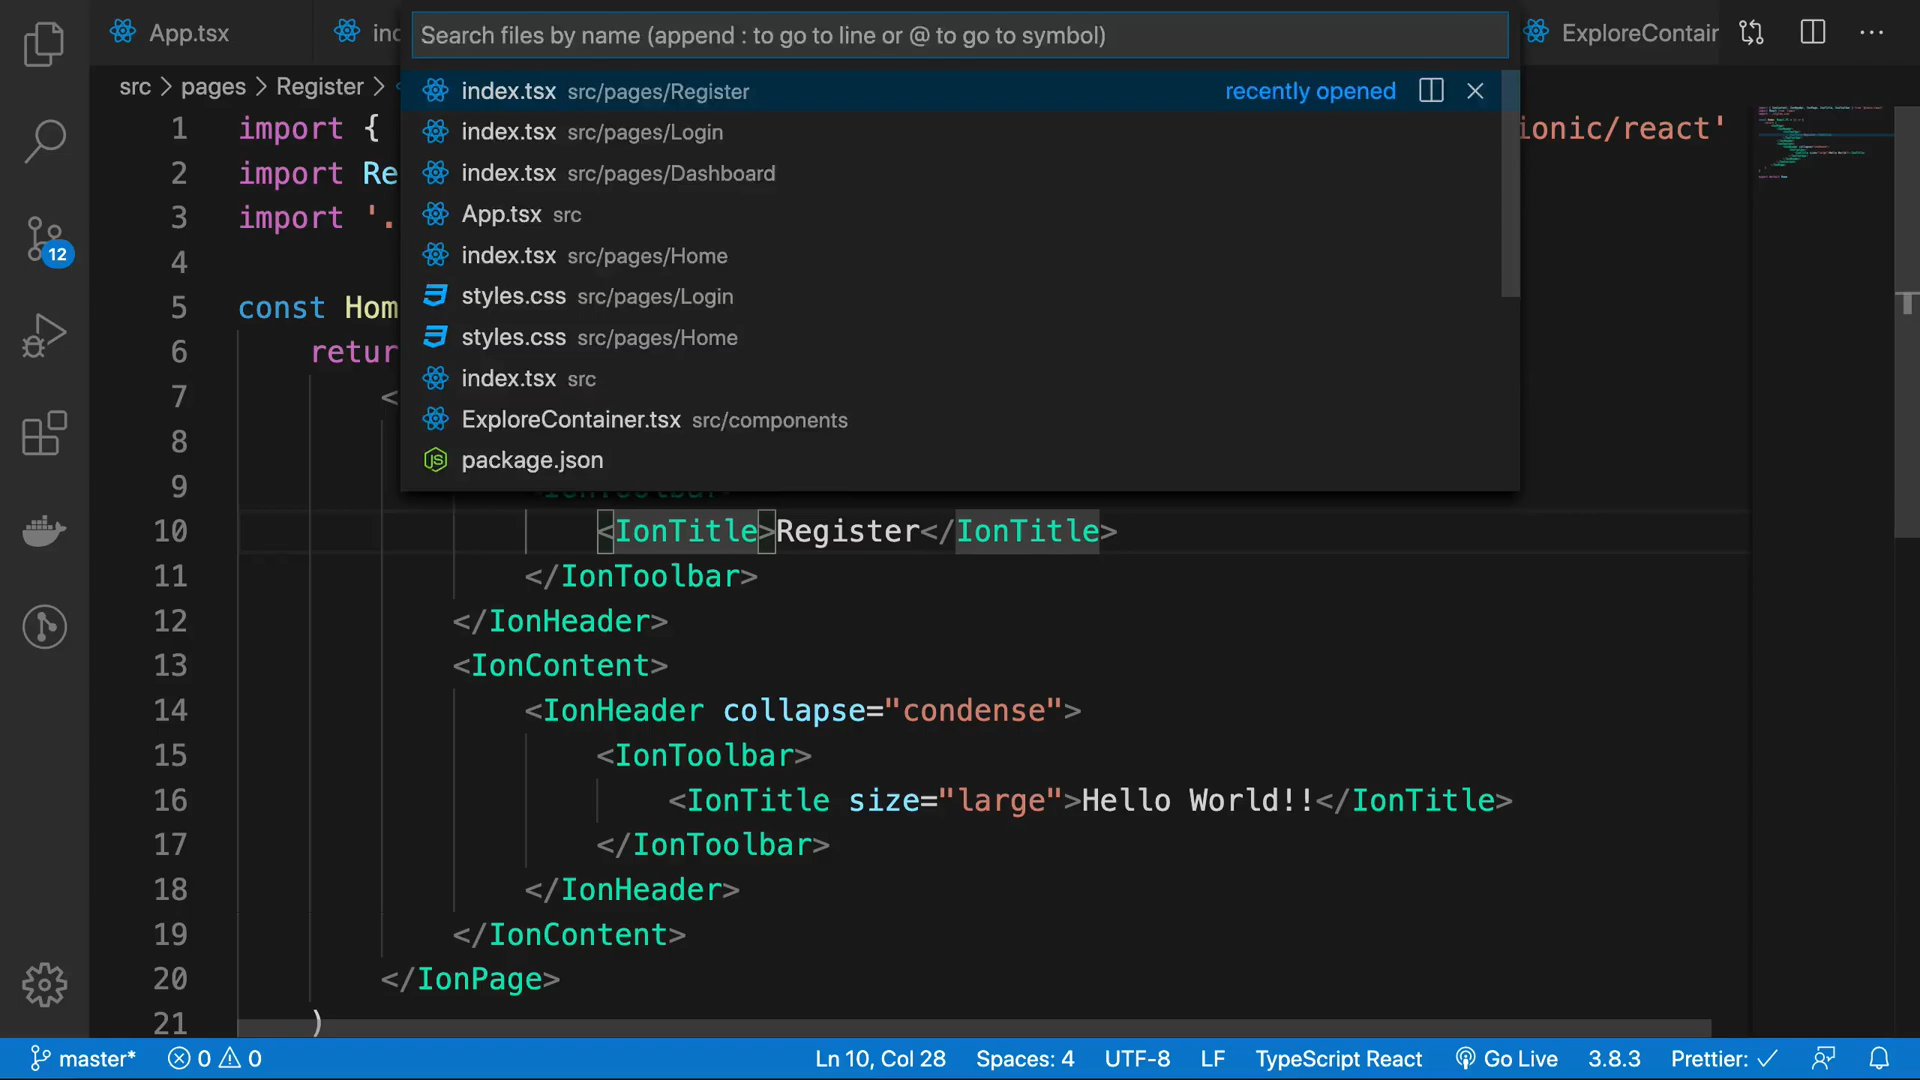 App.tsx
ind
Search files by name (append : to go to line or @ to go to symbol)
ExploreContair
src > pages > Register >
index.tsx src/pages/Register recently opened
index.tsx src/pages/Login
index.tsx src/pages/Dashboard
App.tsx src
index.tsx src/pages/Home
styles.css src/pages/Login
styles.css src/pages/Home
index.tsx src
ExploreContainer.tsx src/components
package.json
12
1 import { ionic/react'
2 import Re
3 import '.
4
5 const Hom
6 retur
7 <
8
9 <IonToolbar>
10 <IonTitle>Register</IonTitle>
11 </IonToolbar>
12 </IonHeader>
13 <IonContent>
14 <IonHeader collapse="condense">
15 <IonToolbar>
16 <IonTitle size="large">Hello World!!</IonTitle>
17 </IonToolbar>
18 </IonHeader>
19 </IonContent>
20 </IonPage>
21 )
master* 0 0 Ln 10, Col 28 Spaces: 4 UTF-8 LF TypeScript React Go Live 3.8.3 Prettier: ✓